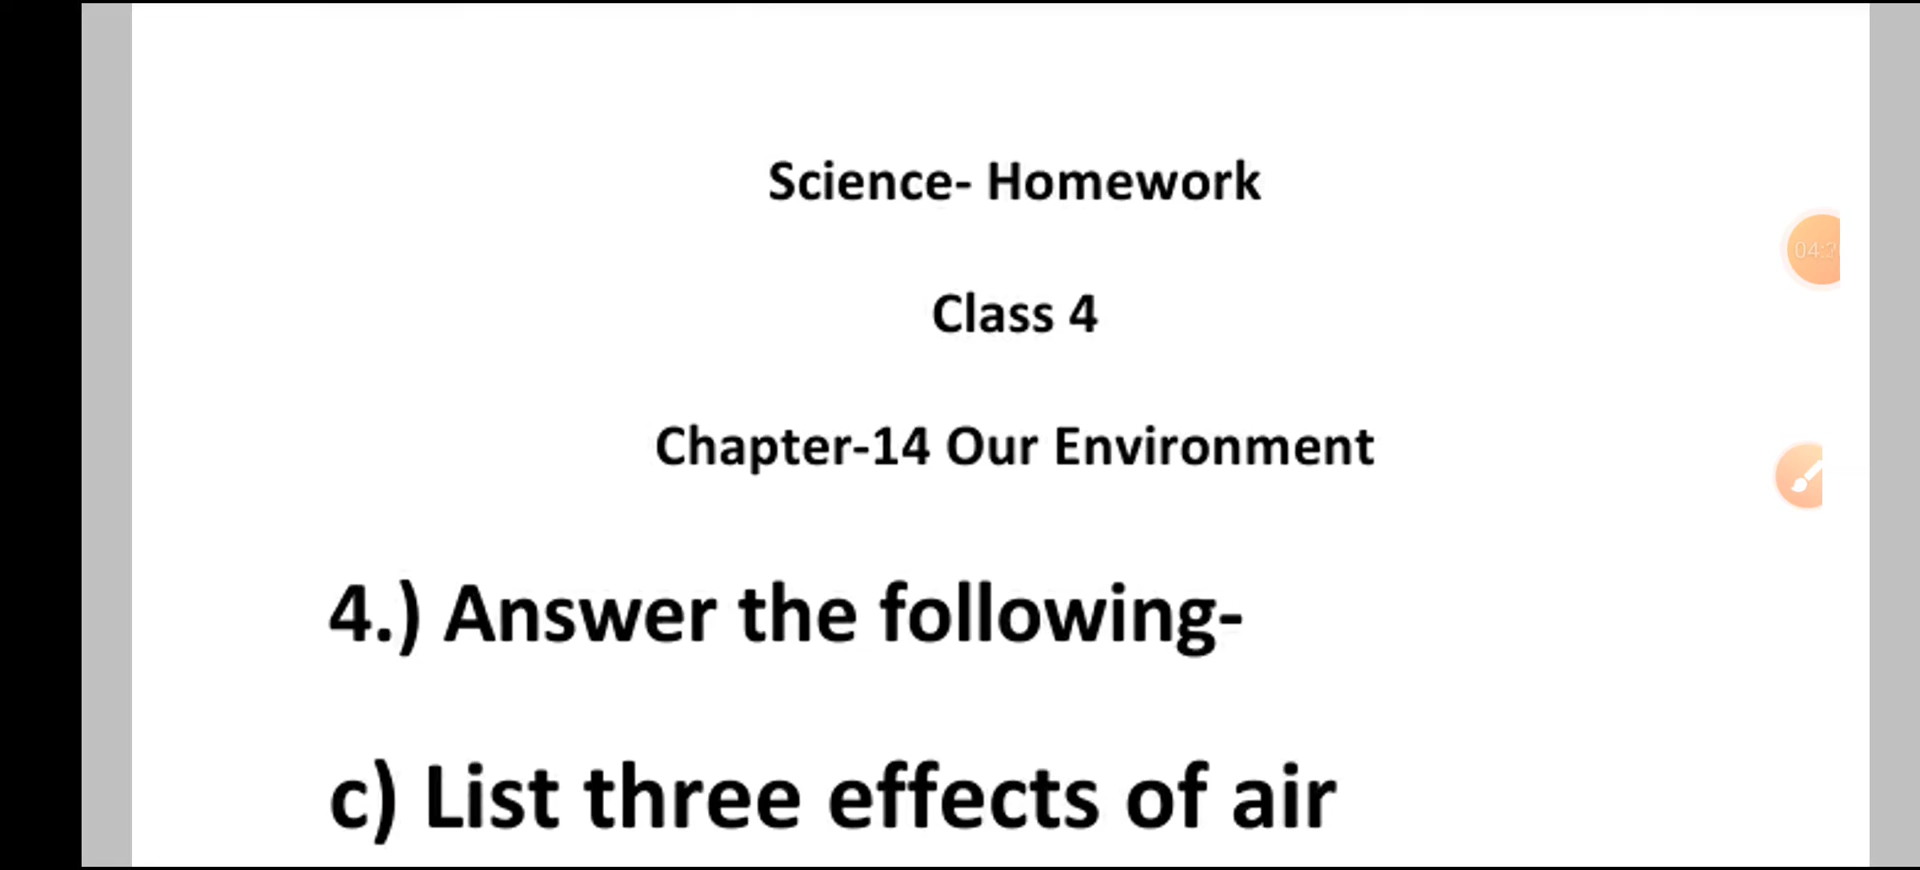 Science- Homework
Class 4
Chapter-14 Our Environment
4.) Answer the following-
c) List three effects of air